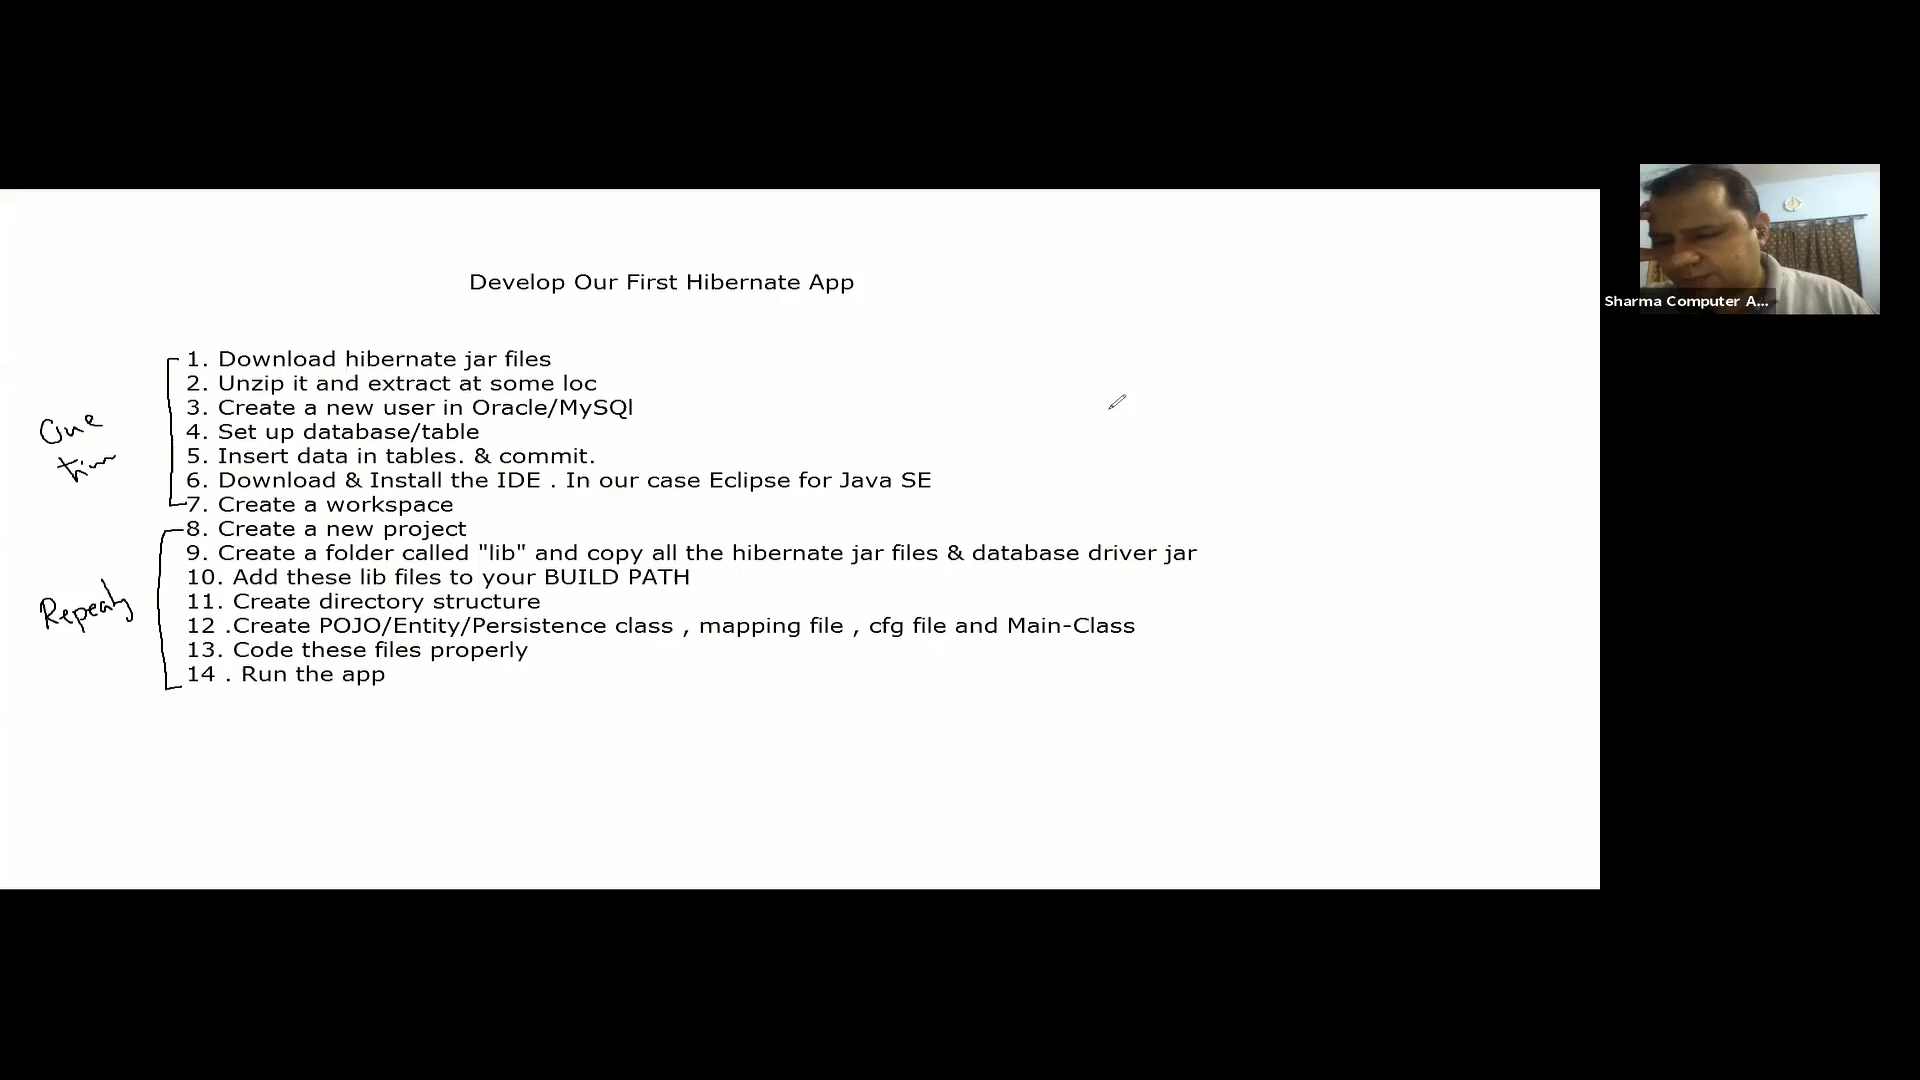 Develop Our First Hibernate App
1. Download hibernate jar files
2. Unzip it and extract at some loc
3. Create a new user in Oracle/MySQl
4. Set up database/table
5. Insert data in tables. & commit.
6. Download & Install the IDE . In our case Eclipse for Java SE
7. Create a workspace
One
tim
8. Create a new project
9. Create a folder called "lib" and copy all the hibernate jar files & database driver jar
10. Add these lib files to your BUILD PATH
11. Create directory structure
12 .Create POJO/Entity/Persistence class , mapping file , cfg file and Main-Class
13. Code these files properly
14 . Run the app
Sharma Computer A...